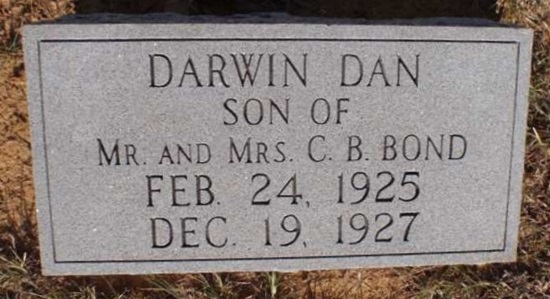 DARWIN DAN
SON OF
MR. AND MRS. C. B. BOND
FEB. 24, 1925
DEC. 19, 1927